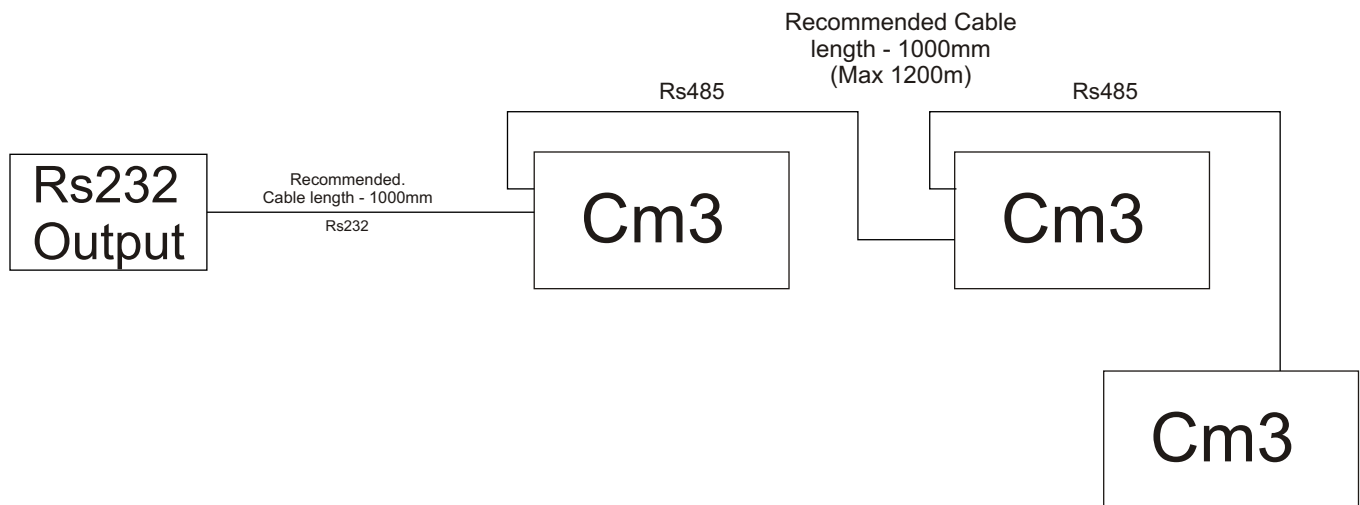 Recommended Cable
length - 1000mm
(Max 1200m)
Rs485
Rs485
Rs232
Output
Recommended.
Cable length - 1000mm
Rs232
Cm3
Cm3
Cm3